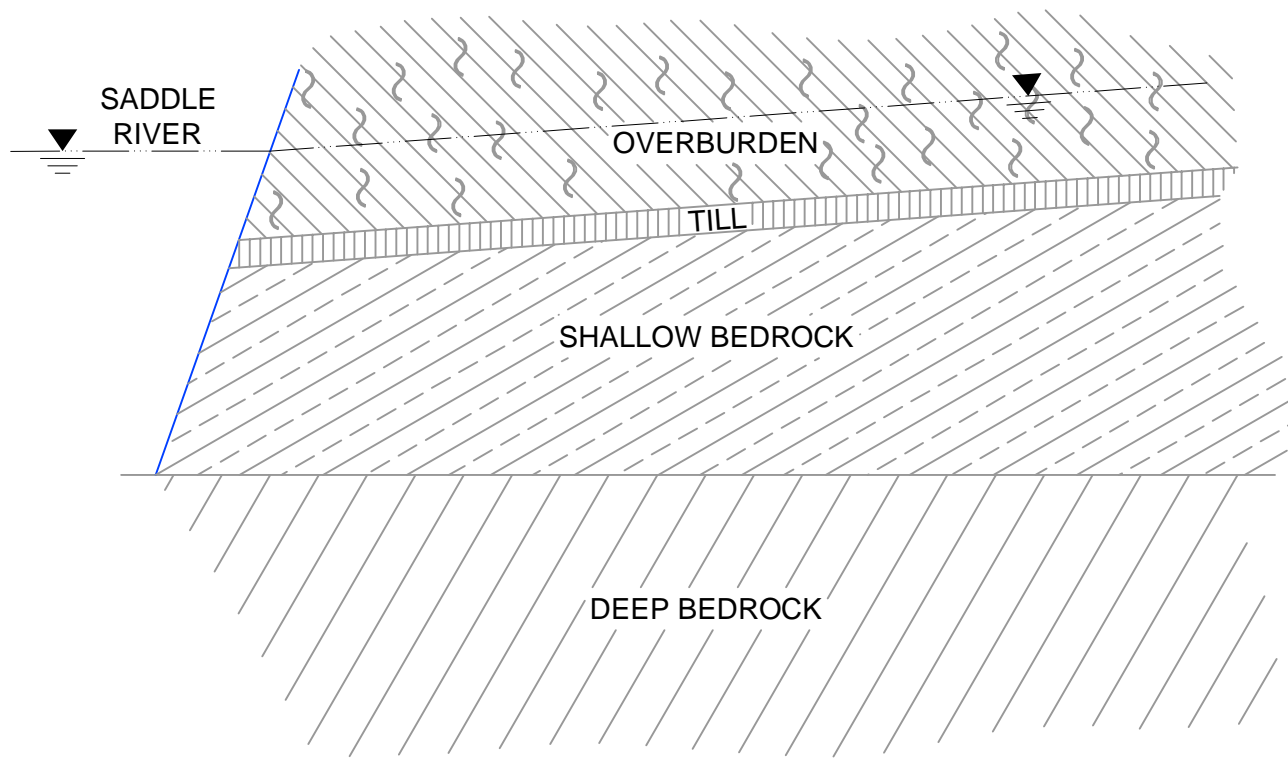 SADDLE
RIVER
OVERBURDEN
TILL
SHALLOW BEDROCK
DEEP BEDROCK